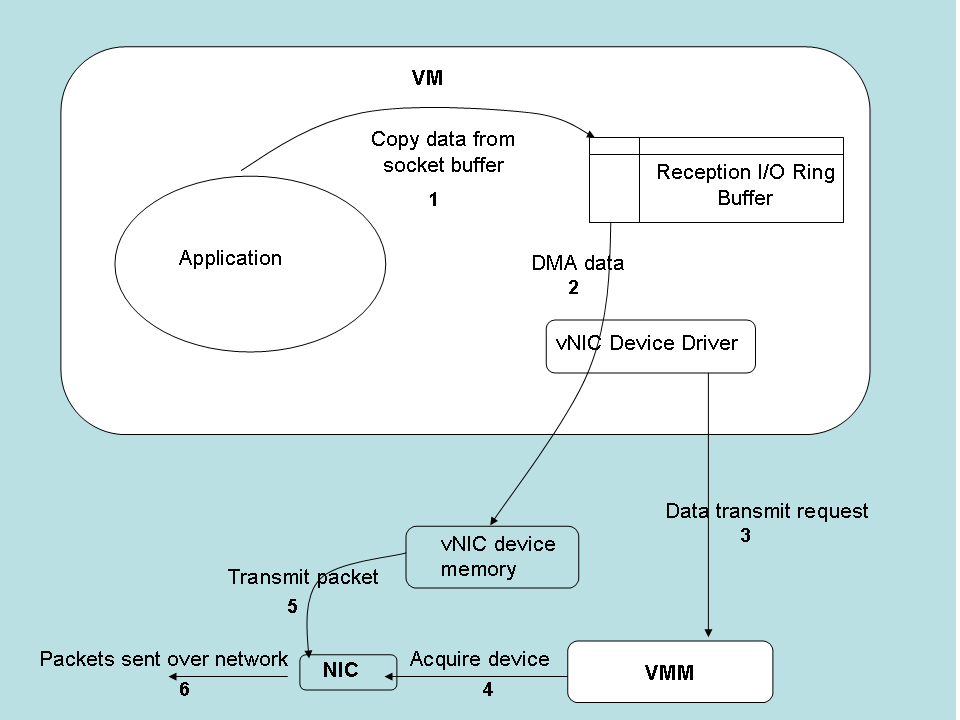 VM
Copy data from
socket buffer
1
Reception I/O Ring
Buffer
Application
DMA data
2
vNIC Device Driver
Data transmit request
3
vNIC device
memory
Transmit packet
5
Packets sent over network
6
NIC
Acquire device
4
VMM